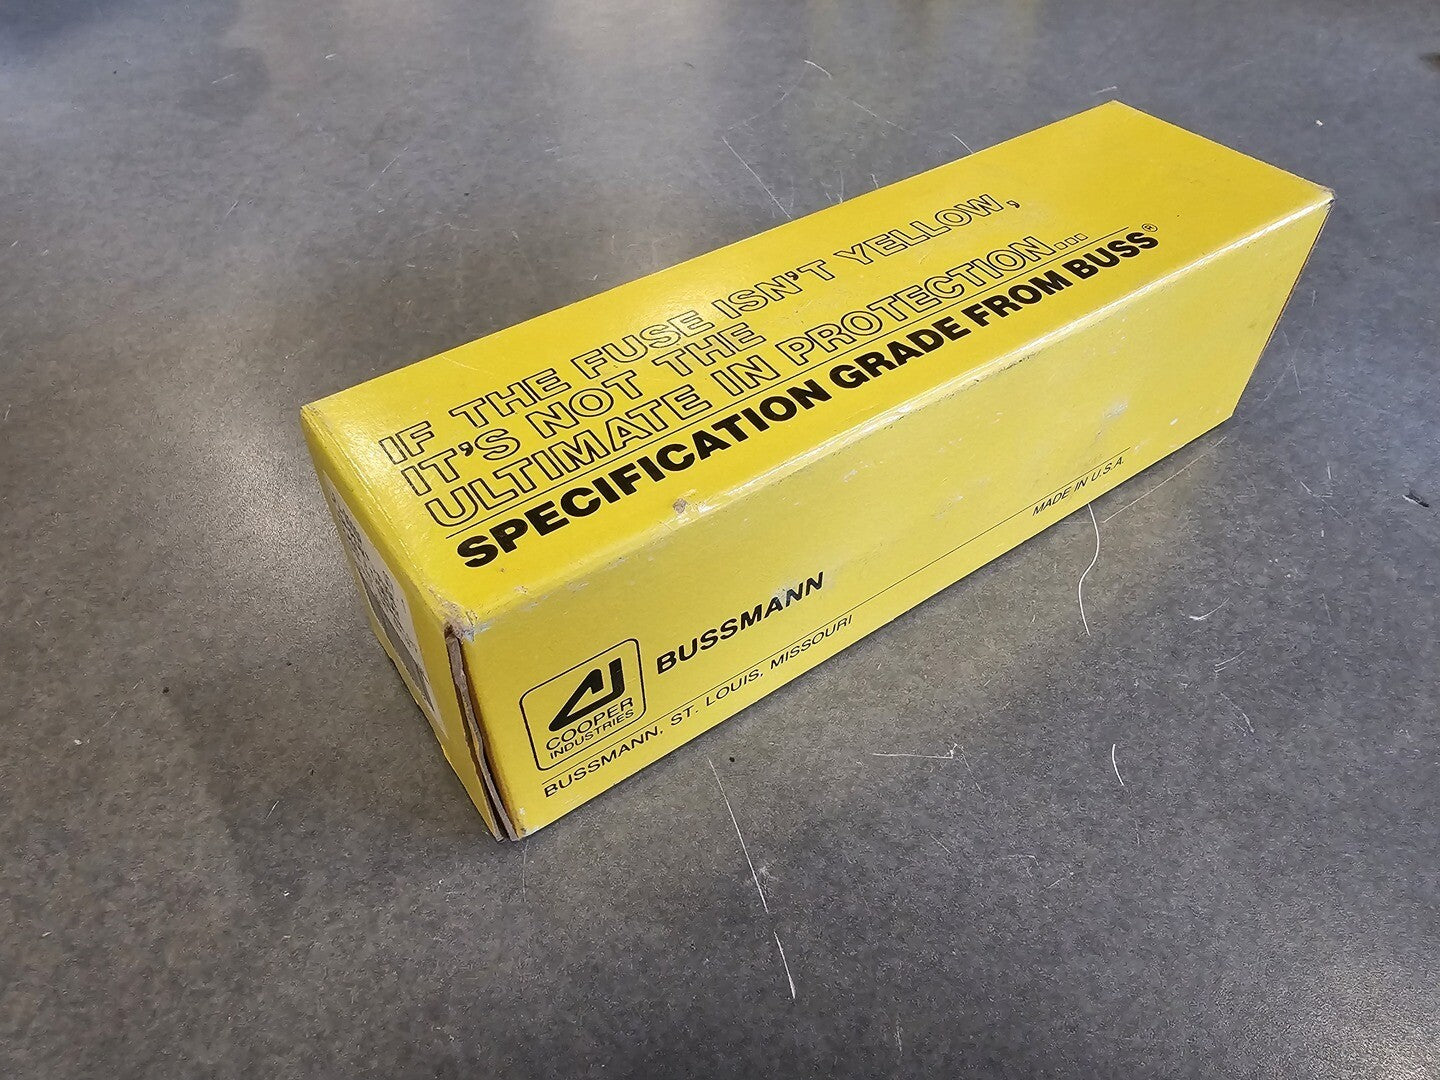 IF THE FUSE ISN'T YELLOW,
IT'S NOT THE
ULTIMATE IN PROTECTION...
SPECIFICATION GRADE FROM BUSS®
COOPER
INDUSTRIES
BUSSMANN
BUSSMANN, ST. LOUIS, MISSOURI
MADE IN U.S.A.